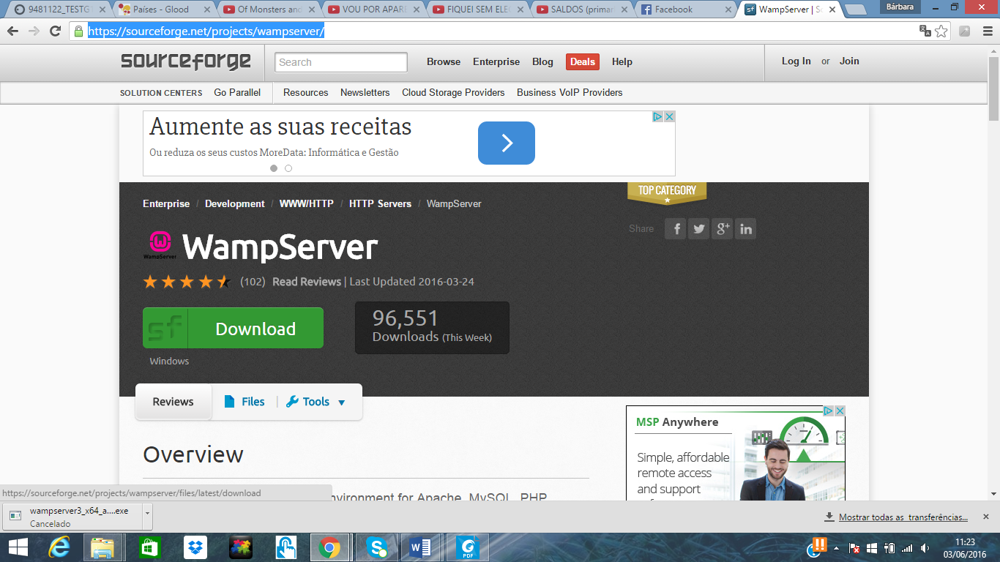 9481122_TESTG1
Países - Glood
Of Monsters and
VOU POR APARE
FIQUEI SEM ELE
SALDOS (primar
Facebook
WampServer | S
Bárbara
https://sourceforge.net/projects/wampserver/
sourceforge
Search
Browse
Enterprise
Blog
Deals
Help
Log In or Join
SOLUTION CENTERS
Go Parallel
Resources
Newsletters
Cloud Storage Providers
Business VoIP Providers
Aumente as suas receitas
Ou reduza os seus custos MoreData: Informática e Gestão
Enterprise / Development / WWW/HTTP / HTTP Servers / WampServer
TOP CATEGORY
Share
WampServer
WampServer
(102) Read Reviews | Last Updated 2016-03-24
sf
Download
96,551
Downloads (This Week)
Windows
Reviews
Files
Tools
Overview
MSP Anywhere
Simple, affordable
remote access
and support
https://sourceforge.net/projects/wampserver/files/latest/download
nvironment for Apache, MySQL, PHP
wampserver3_x64_a....exe
Cancelado
Mostrar todas as transferências...
PDF
11:23
03/06/2016